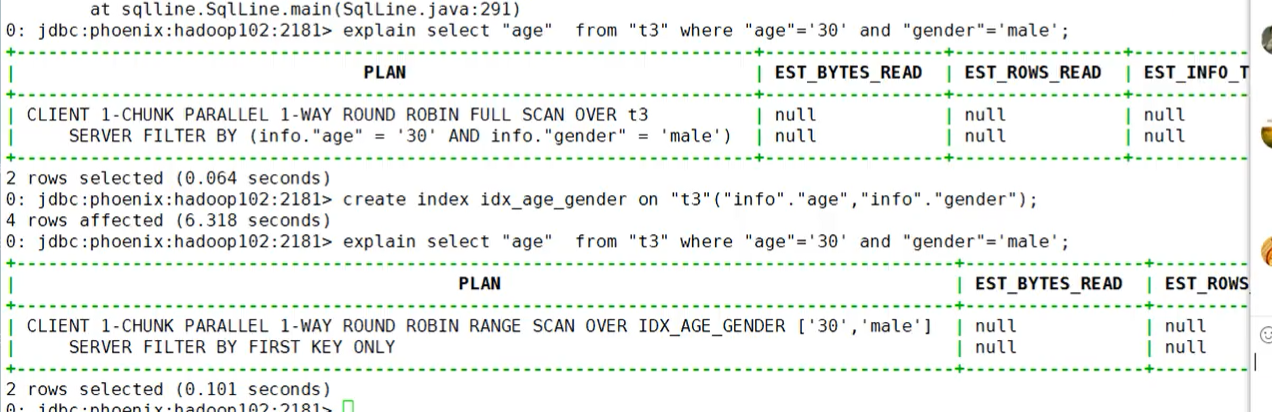 at sqlline.SqlLine.main(SqlLine.java:291)
0: jdbc:phoenix:hadoop102:2181> explain select "age"  from "t3" where "age"='30' and "gender"='male';
+---------------------------------------------------------------------+-----------------+----------------+-----------
| PLAN | EST_BYTES_READ | EST_ROWS_READ | EST_INFO_T
+---------------------------------------------------------------------+-----------------+----------------+-----------
| CLIENT 1-CHUNK PARALLEL 1-WAY ROUND ROBIN FULL SCAN OVER t3 | null | null | null
|     SERVER FILTER BY (info."age" = '30' AND info."gender" = 'male') | null | null | null
+---------------------------------------------------------------------+-----------------+----------------+-----------
2 rows selected (0.064 seconds)
0: jdbc:phoenix:hadoop102:2181> create index idx_age_gender on "t3"("info"."age","info"."gender");
4 rows affected (6.318 seconds)
0: jdbc:phoenix:hadoop102:2181> explain select "age"  from "t3" where "age"='30' and "gender"='male';
+----------------------------------------------------------------------------------------+-----------------+---------
| PLAN | EST_BYTES_READ | EST_ROWS
+----------------------------------------------------------------------------------------+-----------------+---------
| CLIENT 1-CHUNK PARALLEL 1-WAY ROUND ROBIN RANGE SCAN OVER IDX_AGE_GENDER ['30','male'] | null | null
|     SERVER FILTER BY FIRST KEY ONLY | null | null
+----------------------------------------------------------------------------------------+-----------------+---------
2 rows selected (0.101 seconds)
0: jdbc:phoenix:hadoop102:2181>